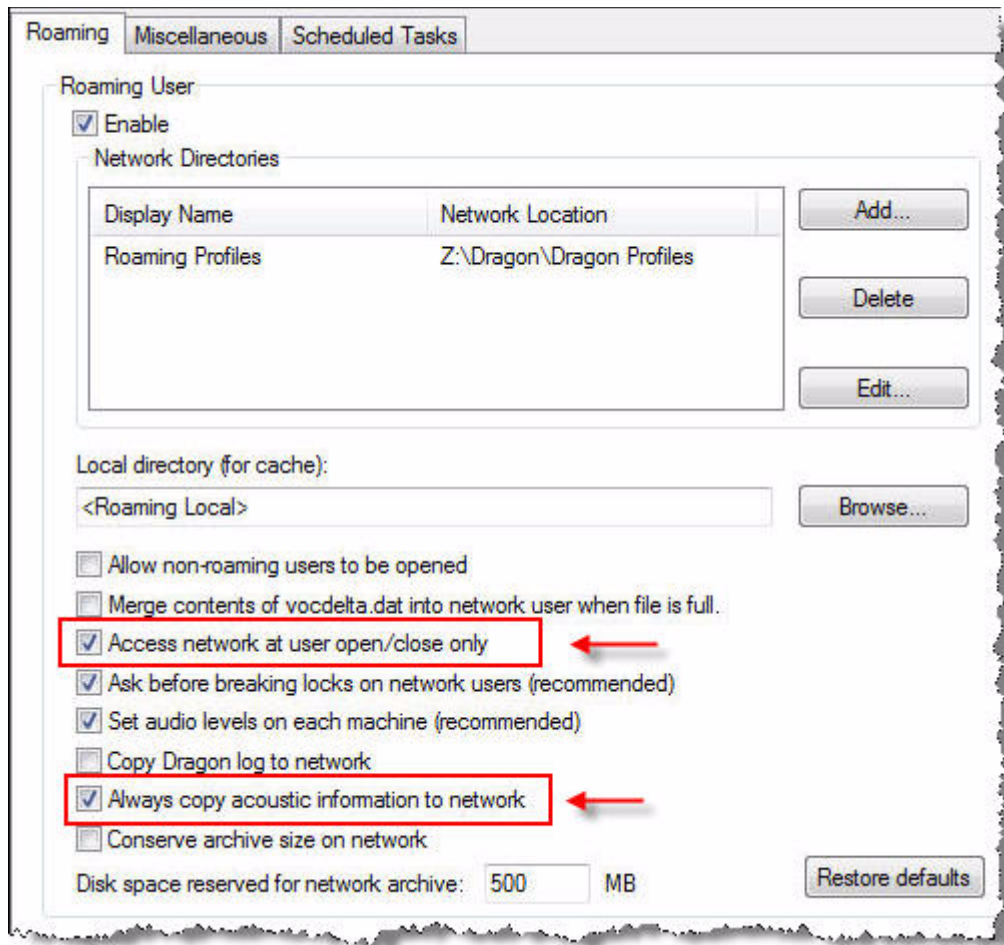 Roaming Miscellaneous Scheduled Tasks
Roaming User
Enable
Network Directories
Display Name Network Location
Roaming Profiles Z:\Dragon\Dragon Profiles
Add...
Delete
Edit...
Local directory (for cache):
<Roaming Local> Browse...
Allow non-roaming users to be opened
Merge contents of vocdelta.dat into network user when file is full.
Access network at user open/close only
Ask before breaking locks on network users (recommended)
Set audio levels on each machine (recommended)
Copy Dragon log to network
Always copy acoustic information to network
Conserve archive size on network
Disk space reserved for network archive: 500 MB Restore defaults